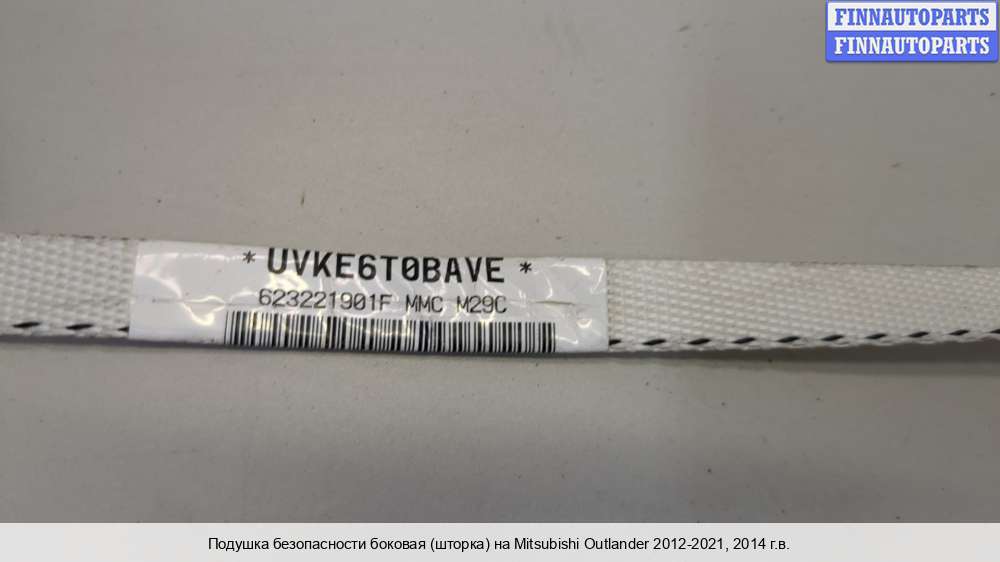 FINNAUTOPARTS
FINNAUTOPARTS
* UVKE6T0BAVE *
623221901F MMC M29C
Подушка безопасности боковая (шторка) на Mitsubishi Outlander 2012-2021, 2014 г.в.